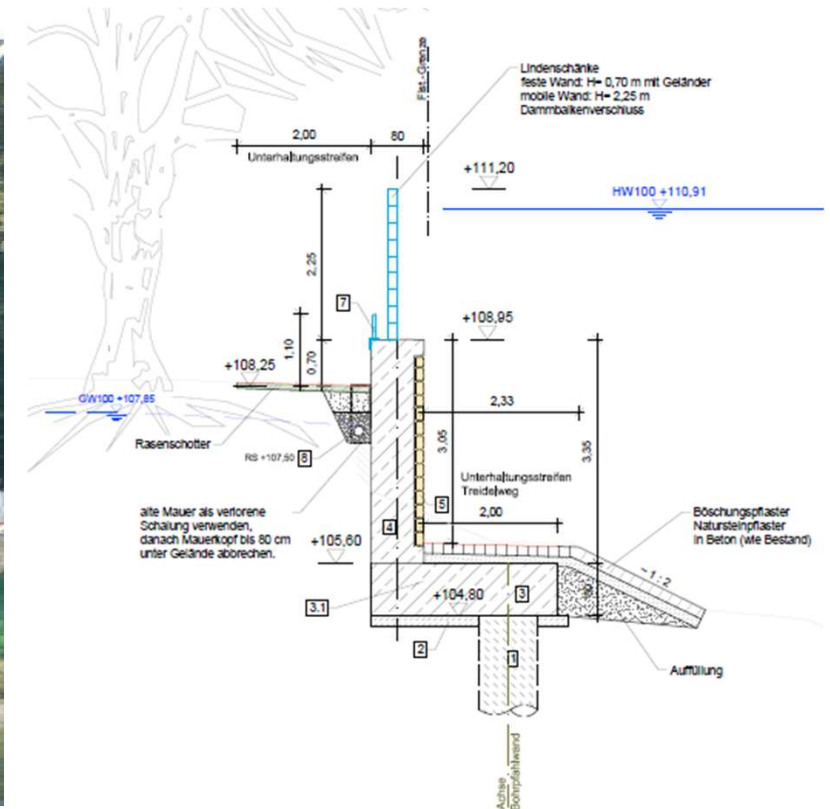 Flst.-Grenze
Lindenschänke
feste Wand: H= 0,70 m mit Geländer
mobile Wand: H= 2,25 m
Dammbalkenverschluss
2,00
80
Unterhaltungsstreifen
+111,20
HW100 +110,91
2,25
7
+108,95
1,10
0,70
+108,25
GW100 +107,85
2,33
3,05
3,35
Rasenschotter
RS +107,50
8
Unterhaltungsstreifen
Treidelweg
5
2,00
alte Mauer als verlorene
Schalung verwenden,
danach Mauerkopf bis 80 cm
unter Gelände abbrechen.
4
+105,60
Böschungspflaster
Natursteinpflaster
in Beton (wie Bestand)
~1:2
3.1
+104,80
3
2
1
Auffüllung
Achse
Bohrpfahlwand